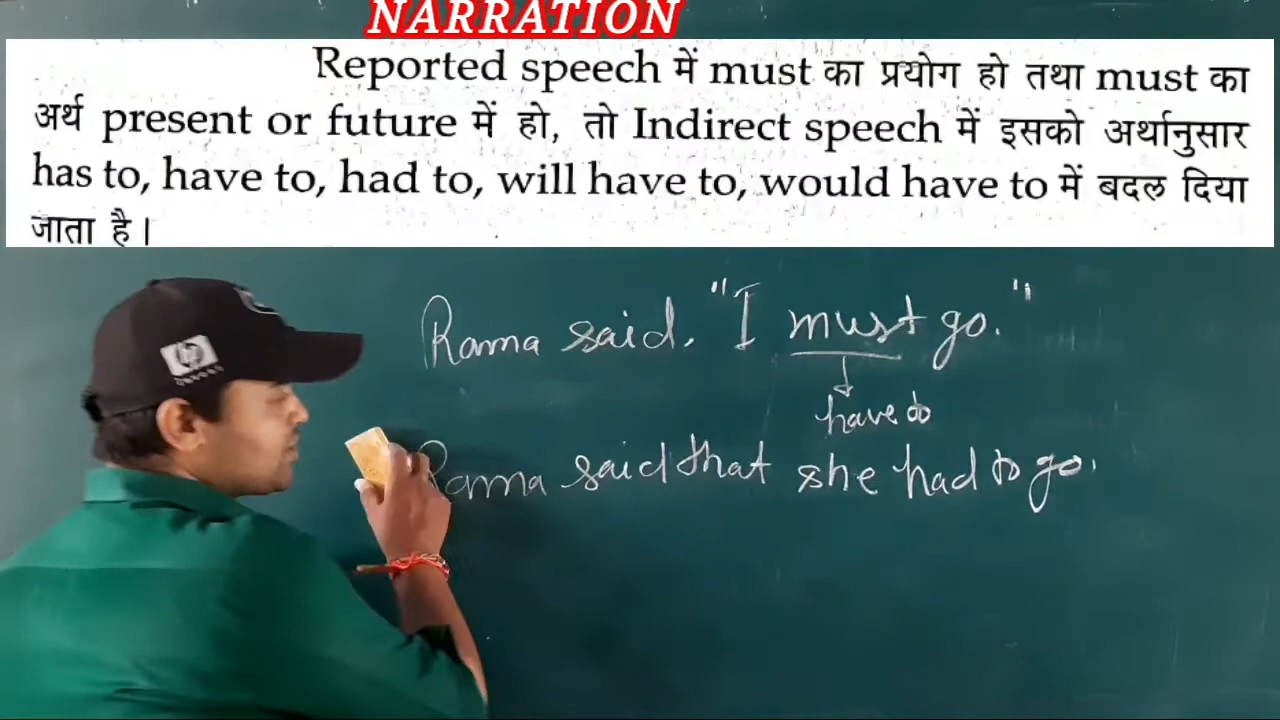 NARRATION
Reported speech में must का प्रयोग हो तथा must का
अर्थ present or future में हो, तो Indirect speech में इसको अर्थानुसार
has to, have to, had to, will have to, would have to में बदल दिया
जाता है।
Rama said. "I must go."
have to
Rama said that she had to go.
hp